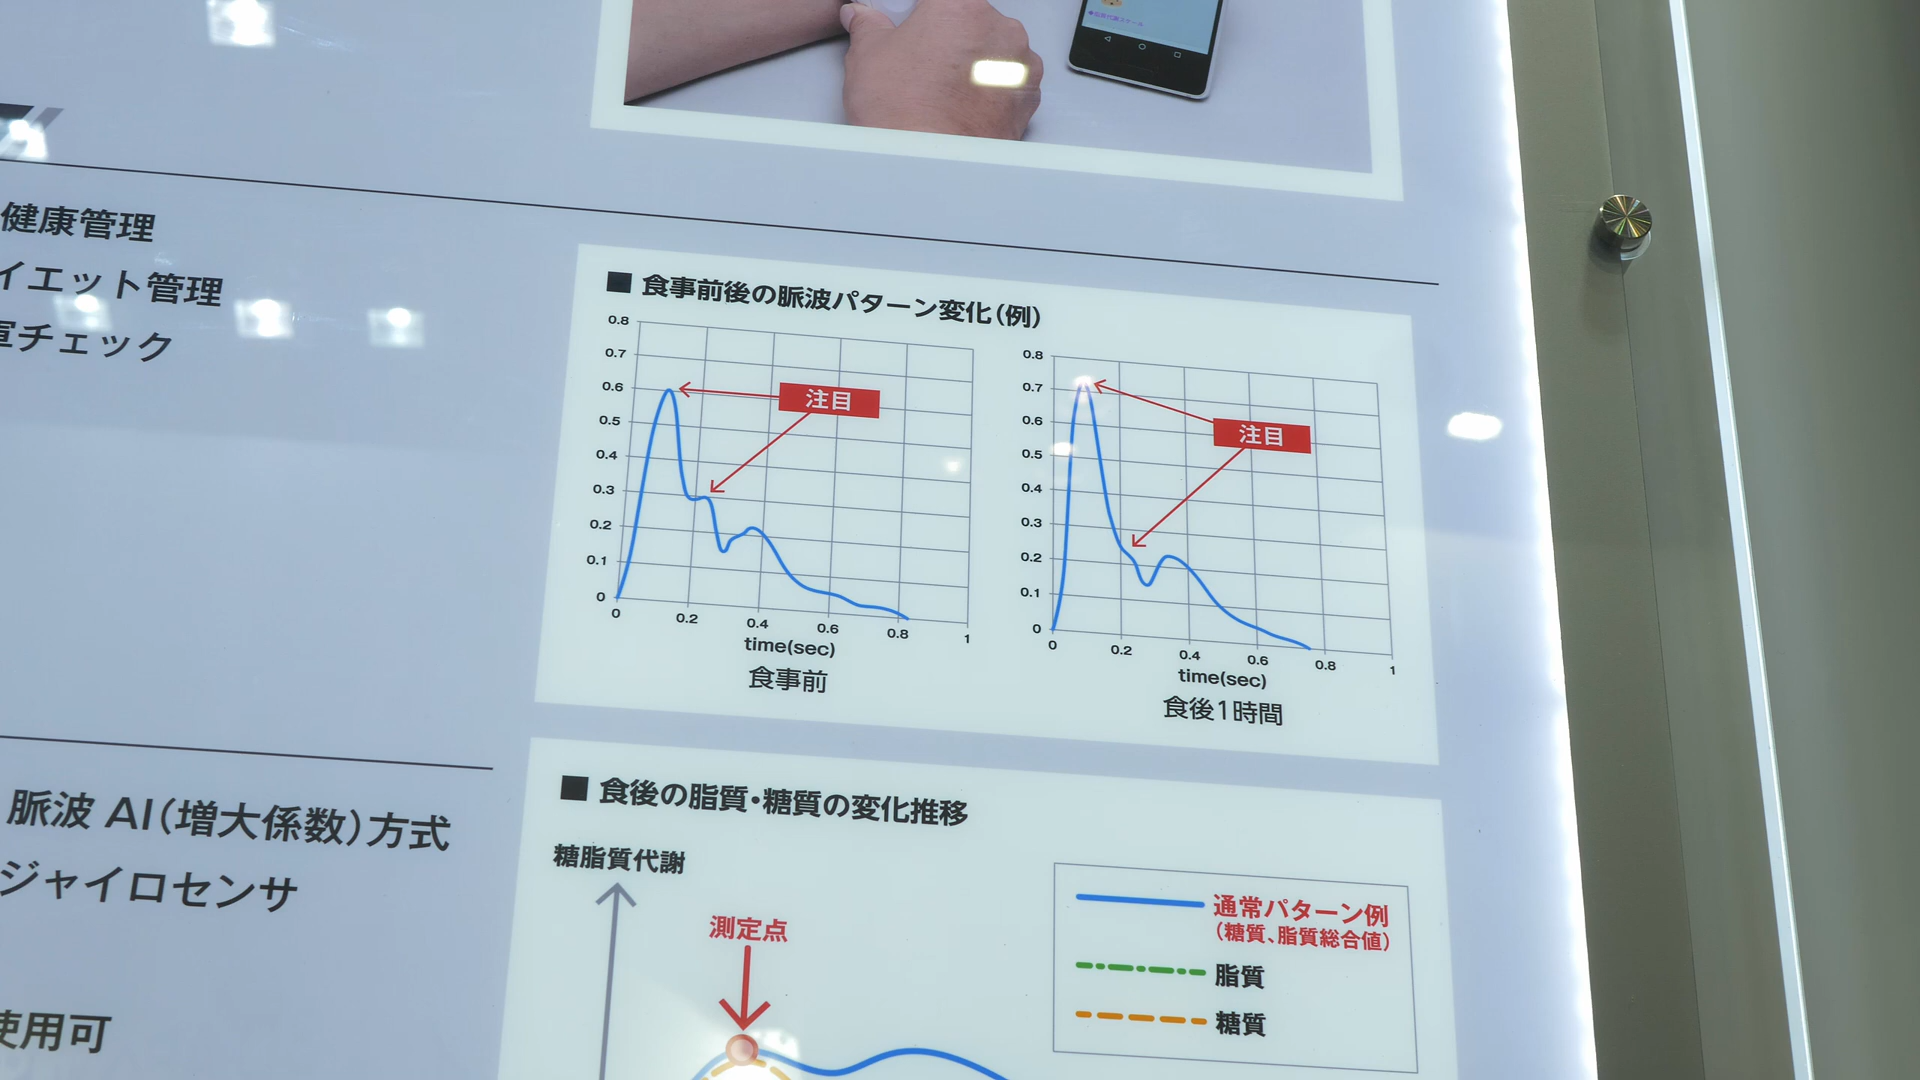 健康管理
イエット管理
チェック
■ 食事前後の脈波パターン変化(例)
0.8
0.7
0.6
0.5
0.4
0.3
0.2
0.1
0
0 0.2 0.4 0.6 0.8 1
time(sec)
食事前
注目
0.8
0.7
0.6
0.5
0.4
0.3
0.2
0.1
0
0 0.2 0.4 0.6 0.8 1
time(sec)
食後1時間
注目
脈波 AI(増大係数)方式
ジャイロセンサ
使用可
■ 食後の脂質・糖質の変化推移
糖脂質代謝
測定点
通常パターン例
(糖質、脂質総合値)
脂質
糖質